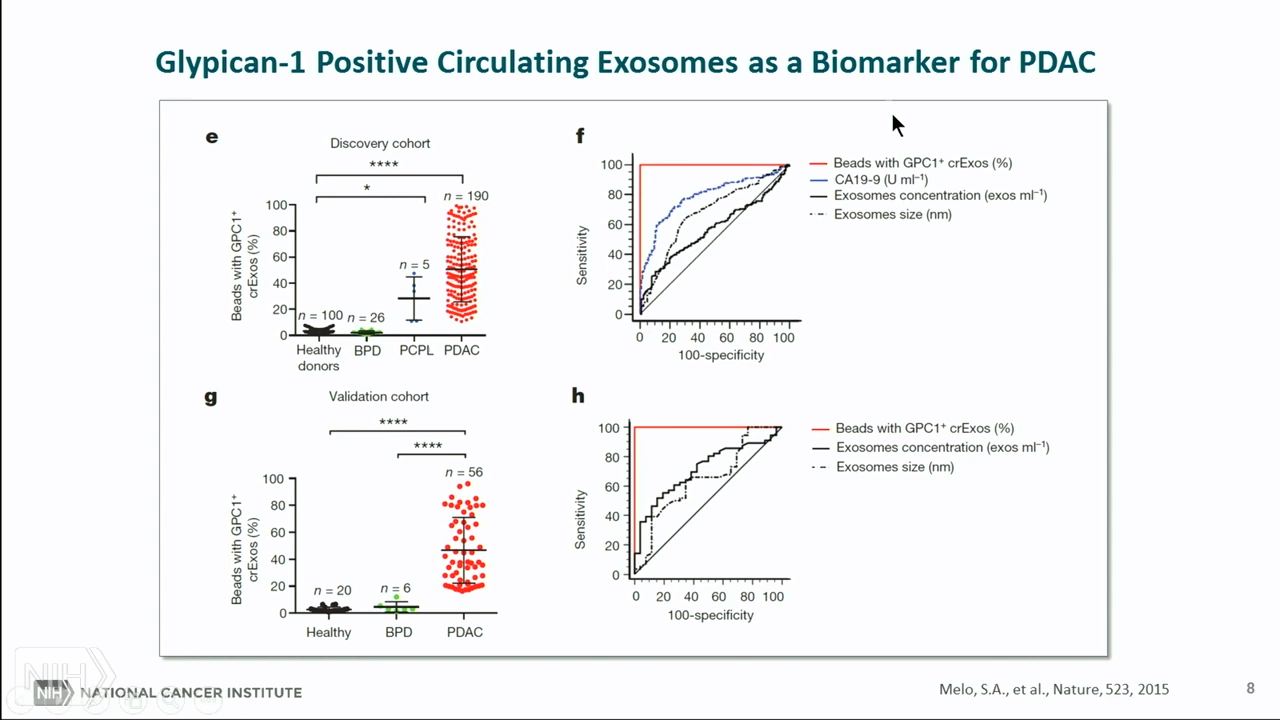 Glypican-1 Positive Circulating Exosomes as a Biomarker for PDAC
e
Discovery cohort
****
*
n = 190
n = 5
n = 100
n = 26
100
80
60
40
20
0
Beads with GPC1⁺
crExos (%)
Healthy
donors
BPD
PCPL
PDAC
f
100
80
60
40
20
0
Sensitivity
0 20 40 60 80 100
100-specificity
Beads with GPC1⁺ crExos (%)
CA19-9 (U ml⁻¹)
Exosomes concentration (exos ml⁻¹)
Exosomes size (nm)
g
Validation cohort
****
****
n = 56
n = 20
n = 6
100
80
60
40
20
0
Beads with GPC1⁺
crExos (%)
Healthy
BPD
PDAC
h
100
80
60
40
20
0
Sensitivity
0 20 40 60 80 100
100-specificity
Beads with GPC1⁺ crExos (%)
Exosomes concentration (exos ml⁻¹)
Exosomes size (nm)
NIH
NIH NATIONAL CANCER INSTITUTE
Melo, S.A., et al., Nature, 523, 2015
8